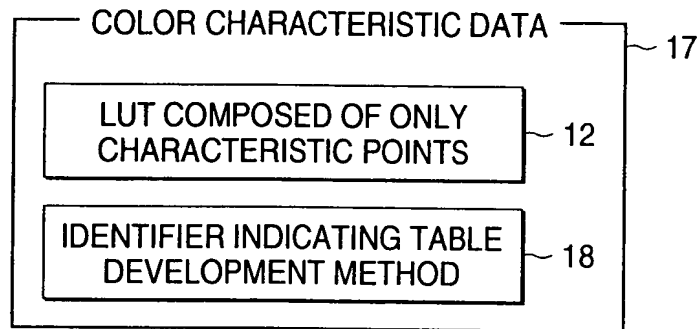 COLOR CHARACTERISTIC DATA
17
LUT COMPOSED OF ONLY
CHARACTERISTIC POINTS
12
IDENTIFIER INDICATING TABLE
DEVELOPMENT METHOD
18